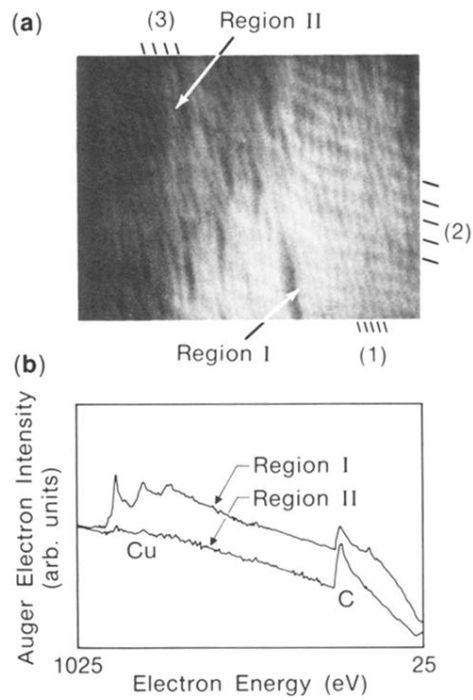 (a)
(3)
Region II
(2)
Region I
(1)
(b)
Auger Electron Intensity
(arb. units)
Region I
Region II
Cu
C
1025
25
Electron Energy (eV)